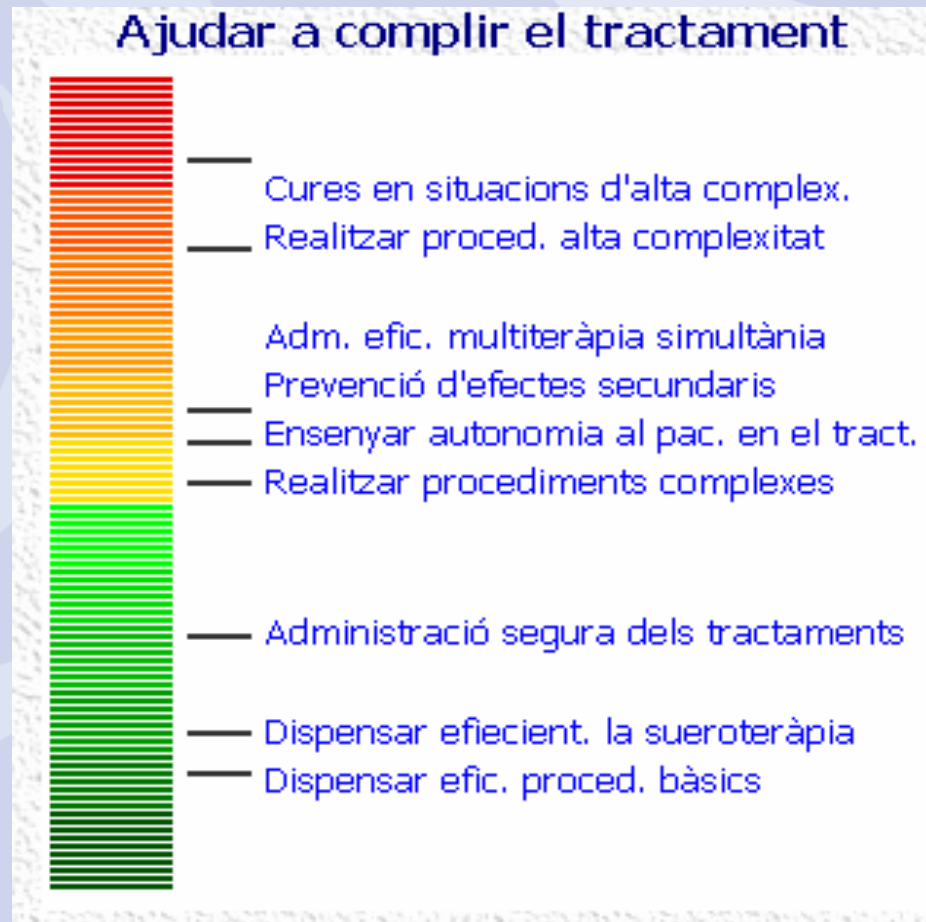 Ajudar a complir el tractament
Cures en situacions d'alta complex.
Realitzar proced. alta complexitat
Adm. efic. multiteràpia simultània
Prevenció d'efectes secundaris
Ensenyar autonomia al pac. en el tract.
Realitzar procediments complexes
Administració segura dels tractaments
Dispensar efiecient. la sueroteràpia
Dispensar efic. proced. bàsics